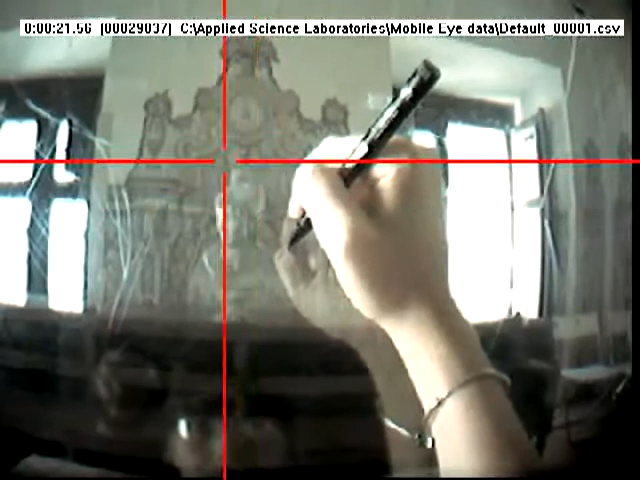 0:00:21.56 [00029037] C:\Applied Science Laboratories\Mobile Eye data\Default_00001.csv